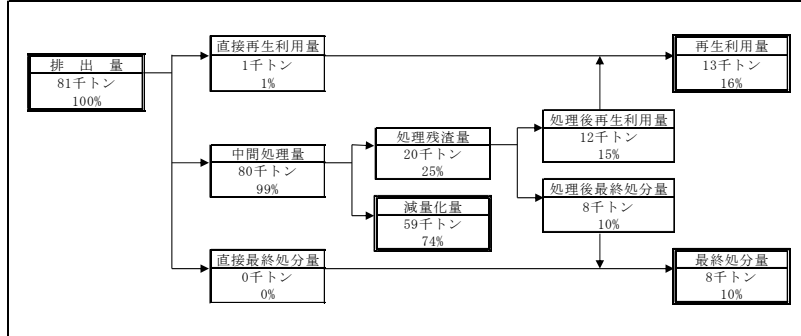 排　出　量
81千トン
100%
直接再生利用量
1千トン
1%
再生利用量
13千トン
16%
中間処理量
80千トン
99%
処理残渣量
20千トン
25%
処理後再生利用量
12千トン
15%
減量化量
59千トン
74%
処理後最終処分量
8千トン
10%
直接最終処分量
0千トン
0%
最終処分量
8千トン
10%